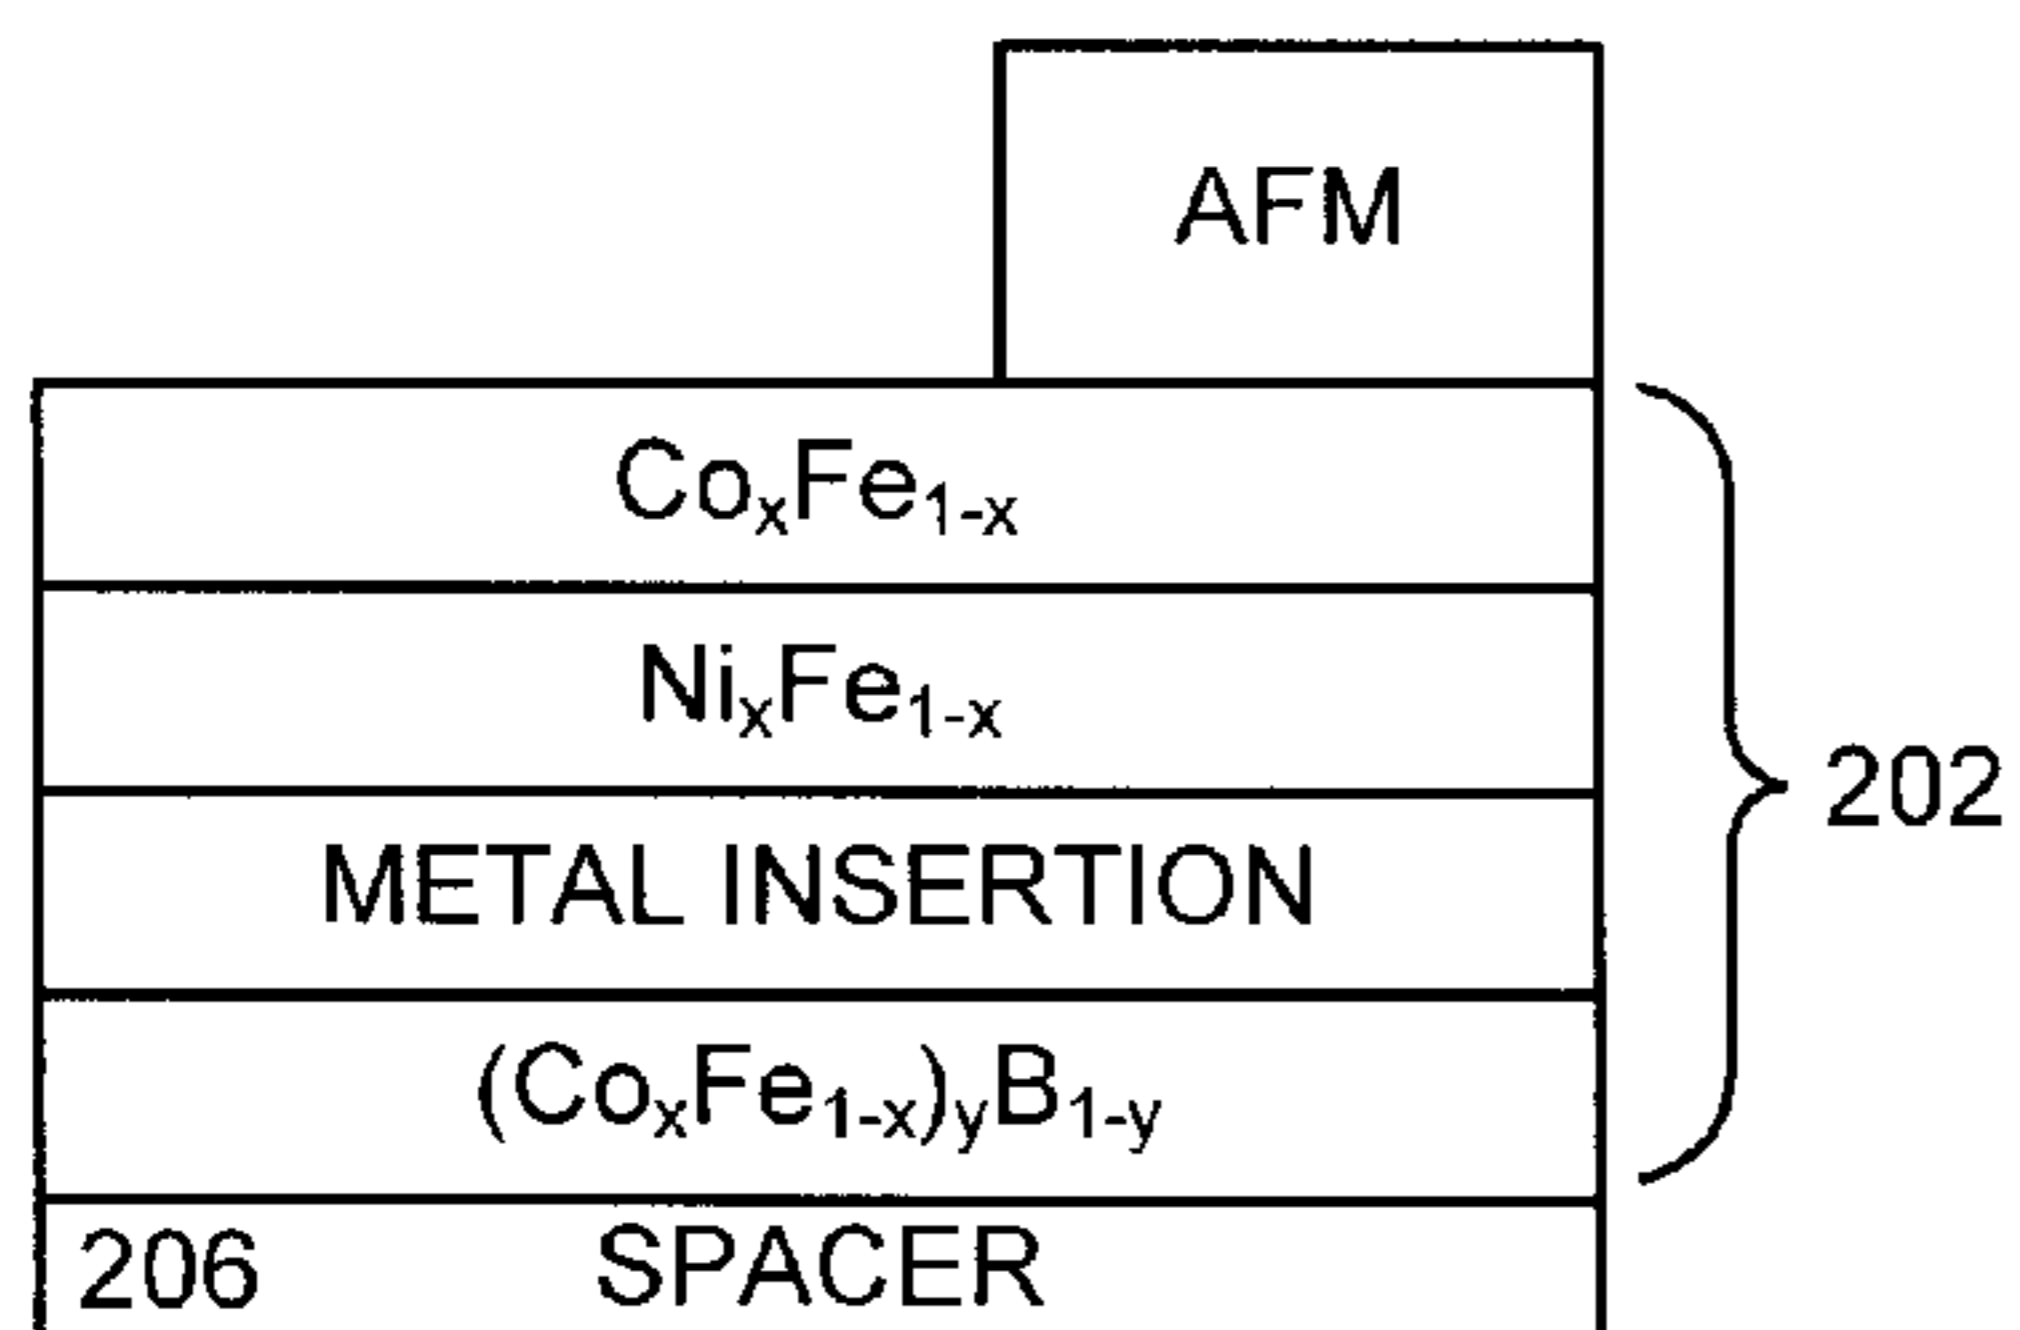 AFM
CoₓFe₁₋ₓ
NiₓFe₁₋ₓ
202
METAL INSERTION
(CoₓFe₁₋ₓ)yB₁₋y
206 SPACER